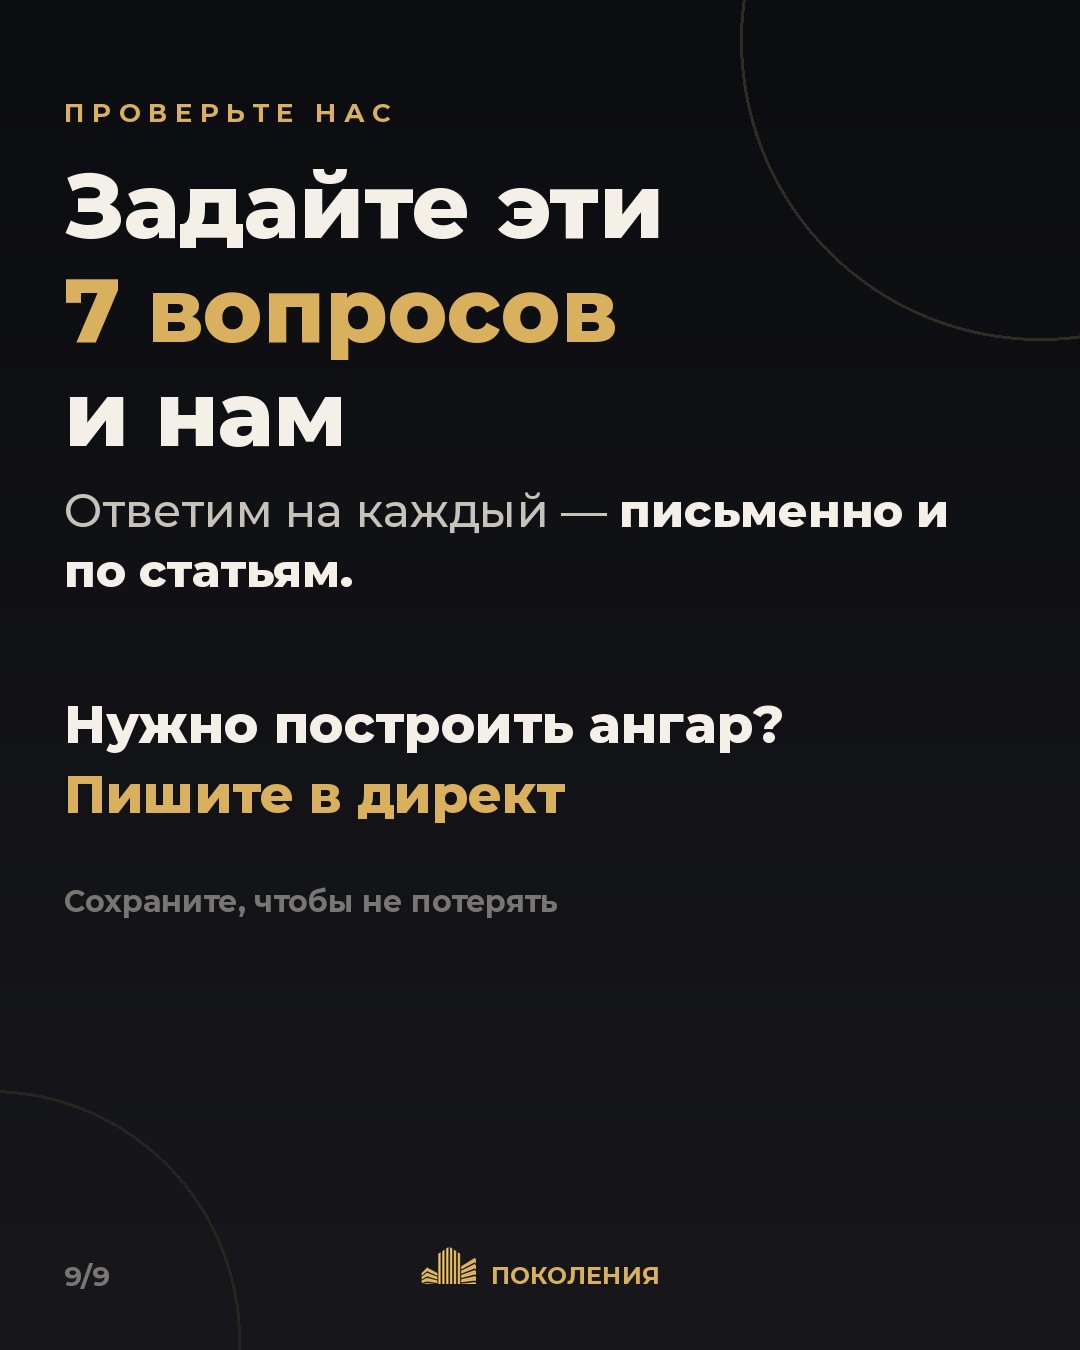 ПРОВЕРЬТЕ НАС
Задайте эти
7 вопросов
и нам
Ответим на каждый — письменно и
по статьям.
Нужно построить ангар?
Пишите в директ
Сохраните, чтобы не потерять
9/9
ПОКОЛЕНИЯ